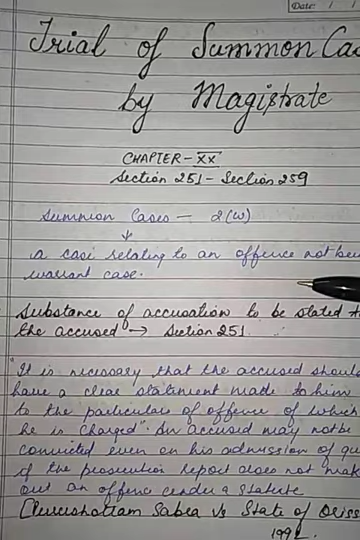 Date: / /
Trial of Summon Cas
by Magistrate
CHAPTER - XX
Section 251 - Section 259
Summon Cases - 2(w)
a case relating to an offence not bein
warrant case.
Substance of accusation to be stated t
the accused → Section 251.
"It is necessary that the accused should
have a clear statement made to him
to the particulars of offence of which
he is charged". An accused may not be
convicted even on his admission of gu
if the prosecution report does not mak
out an offence under a statute
Sabra vs State of Oriss
1992.